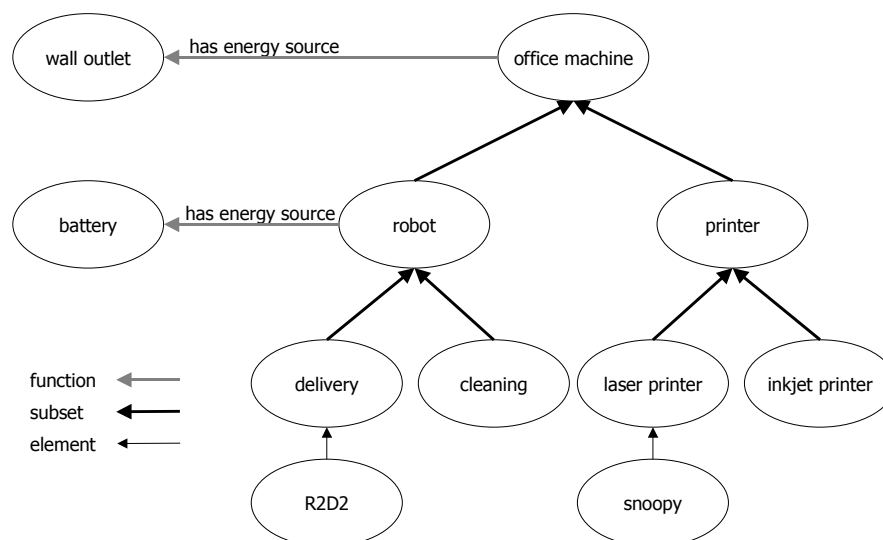 has energy source
wall outlet
office machine
has energy source
battery
robot
printer
function
delivery
cleaning
laser printer
inkjet printer
subset
element
R2D2
snoopy